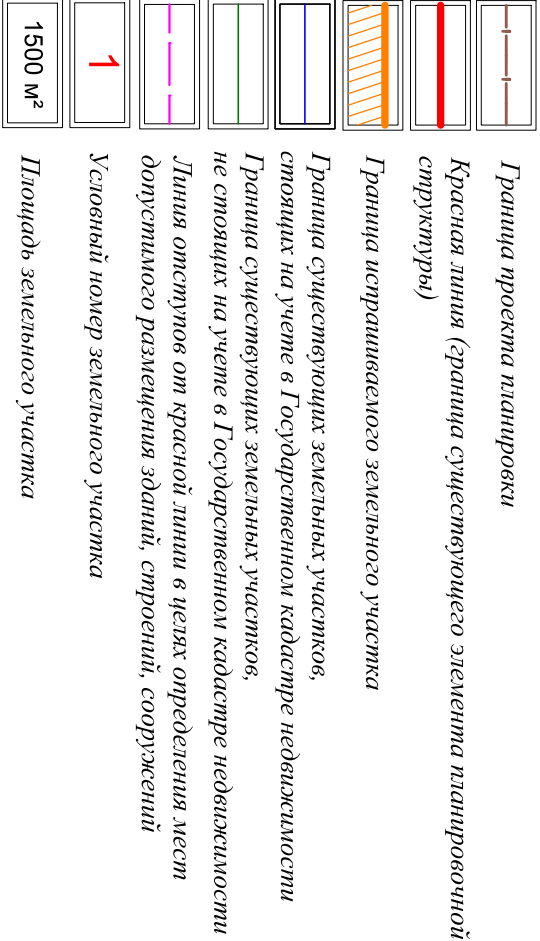 Граница проекта планировки
Красная линия (граница существующего элемента планировочной
структуры)
Граница испрашиваемого земельного участка
Граница существующих земельных участков,
стоящих на учете в Государственном кадастре недвижимости
Граница существующих земельных участков,
не стоящих на учете в Государственном кадастре недвижимости
Линия отступов от красной линии в целях определения мест
допустимого размещения зданий, строений, сооружений
1
Условный номер земельного участка
1500 м²
Площадь земельного участка